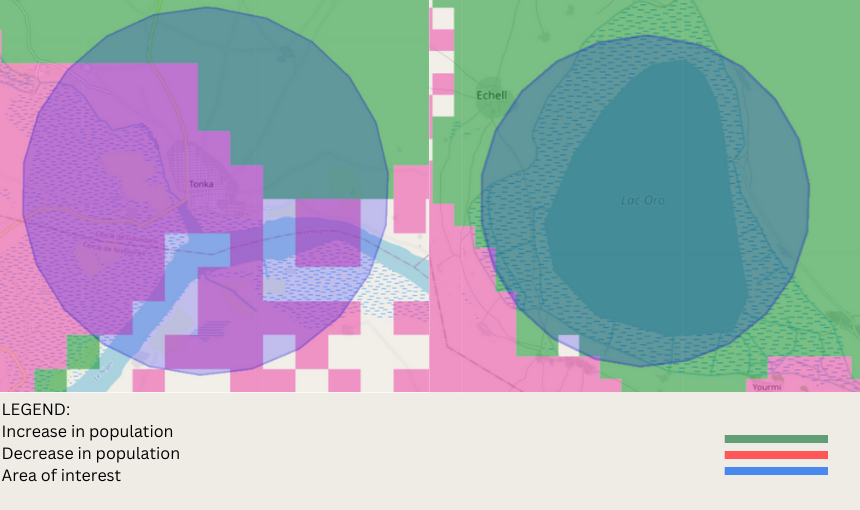 Echell
Tonka
Lac Oro
Yourmi
LEGEND:
Increase in population
Decrease in population
Area of interest